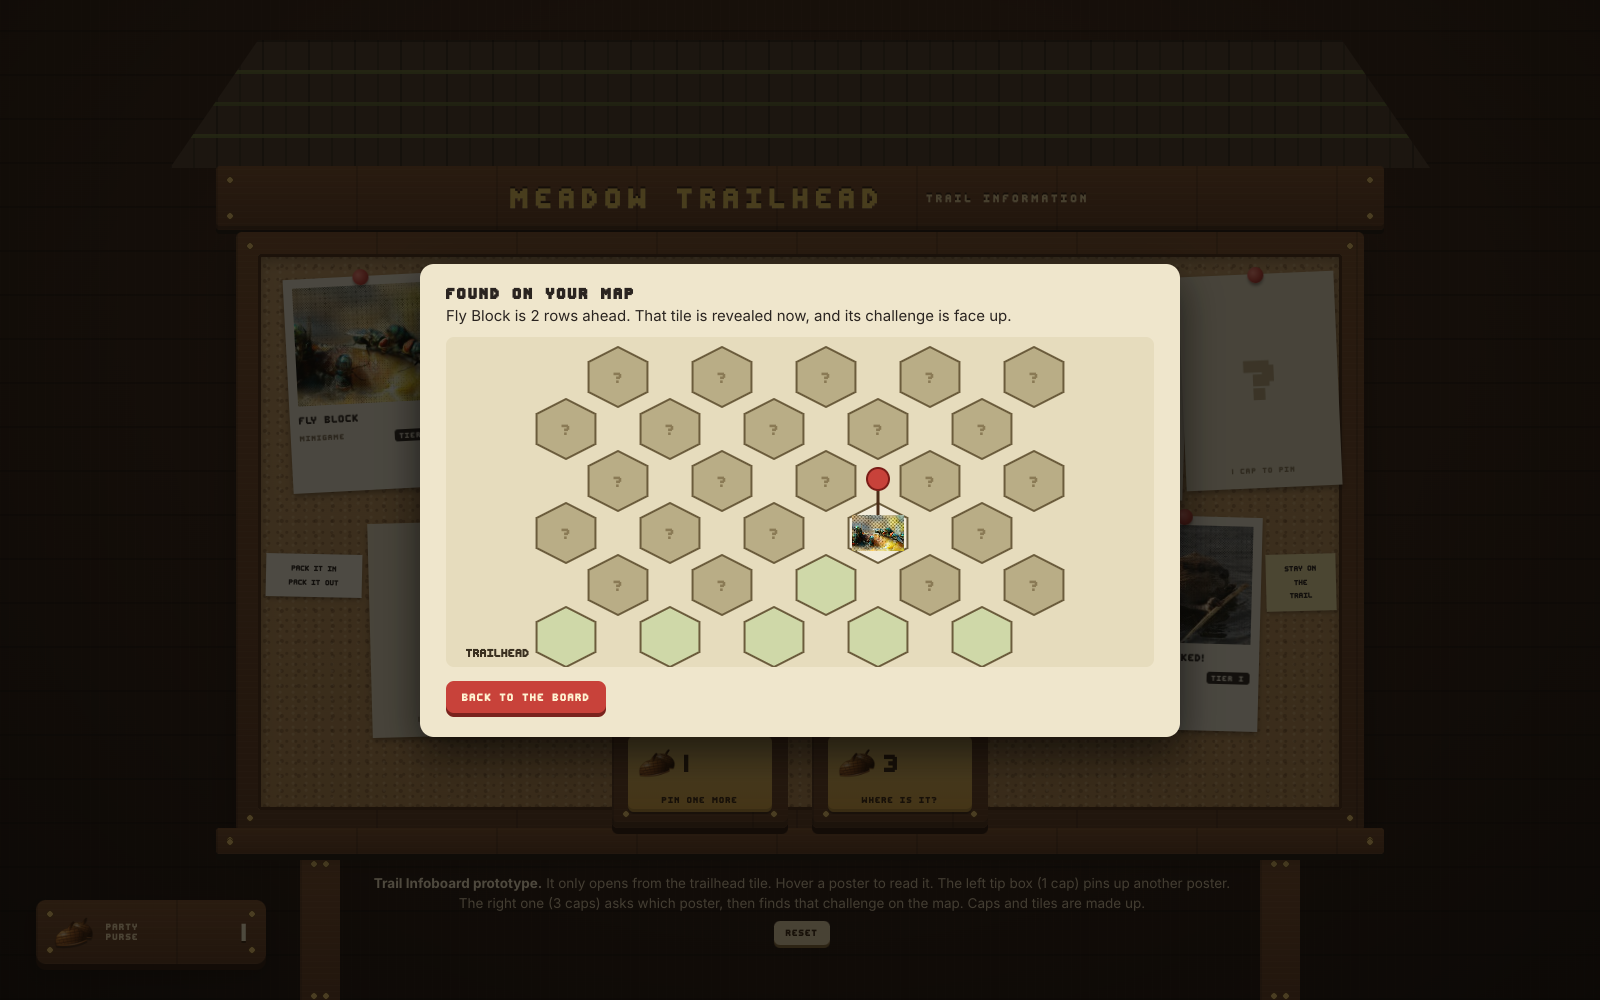 MEADOW TRAILHEAD
TRAIL INFORMATION
FOUND ON YOUR MAP
Fly Block is 2 rows ahead. That tile is revealed now, and its challenge is face up.
? ? ? ? ?
? ? ? ? ?
? ? ? ? ?
? ? ? ?
? ? ? ?
TRAILHEAD
BACK TO THE BOARD
FLY BLOCK
MINIGAME
TIER
?
1 CAP TO PIN
PACK IT IN
PACK IT OUT
STAY ON
THE
TRAIL
KED!
TIER I
1
PIN ONE MORE
3
WHERE IS IT?
Trail Infoboard prototype. It only opens from the trailhead tile. Hover a poster to read it. The left tip box (1 cap) pins up another poster.
The right one (3 caps) asks which poster, then finds that challenge on the map. Caps and tiles are made up.
RESET
PARTY
PURSE
1